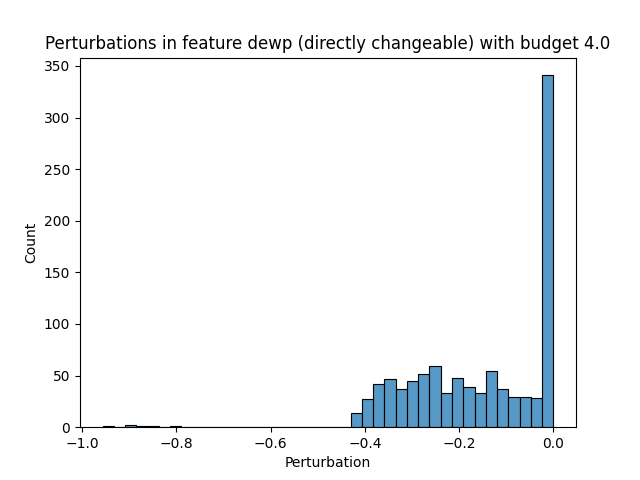 Perturbations in feature dewp (directly changeable) with budget 4.0
350
300
250
200
150
100
50
0
Count
−1.0 −0.8 −0.6 −0.4 −0.2 0.0
Perturbation